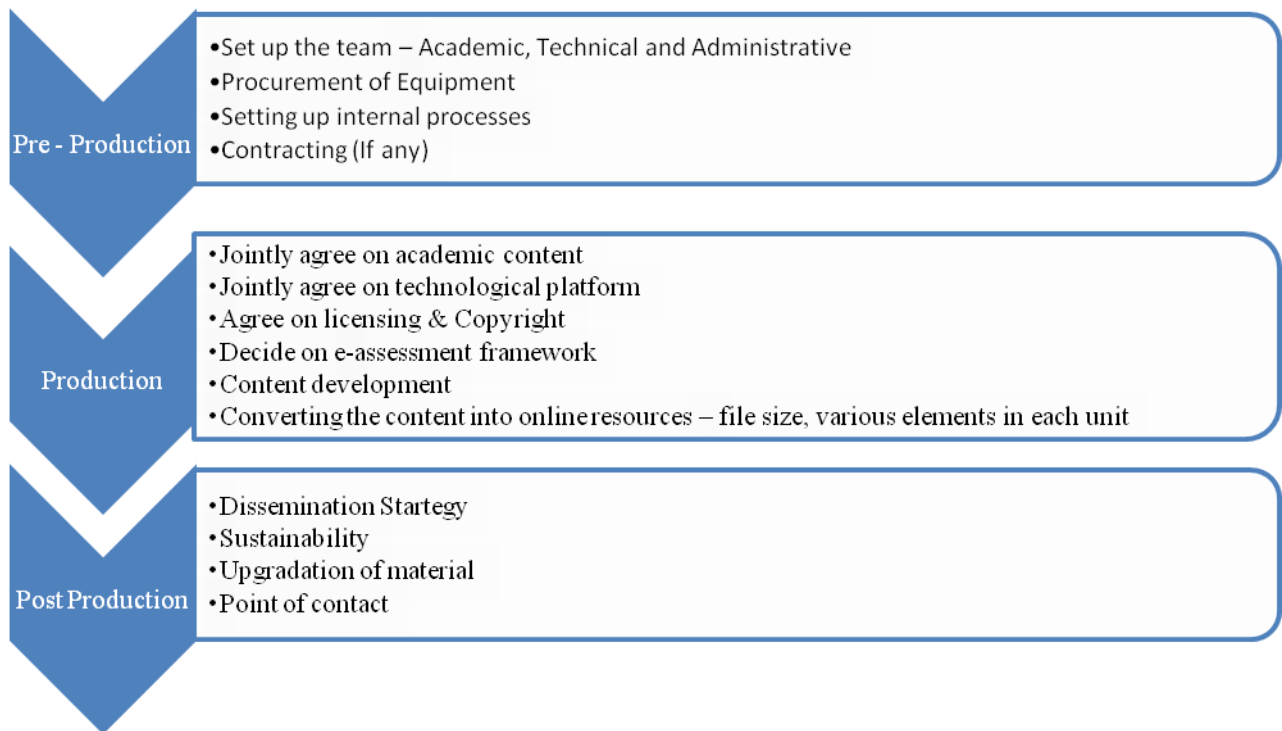 Pre - Production
•Set up the team – Academic, Technical and Administrative
•Procurement of Equipment
•Setting up internal processes
•Contracting (If any)
Production
•Jointly agree on academic content
•Jointly agree on technological platform
•Agree on licensing & Copyright
•Decide on e-assessment framework
•Content development
•Converting the content into online resources – file size, various elements in each unit
Post Production
•Dissemination Startegy
•Sustainability
•Upgradation of material
•Point of contact